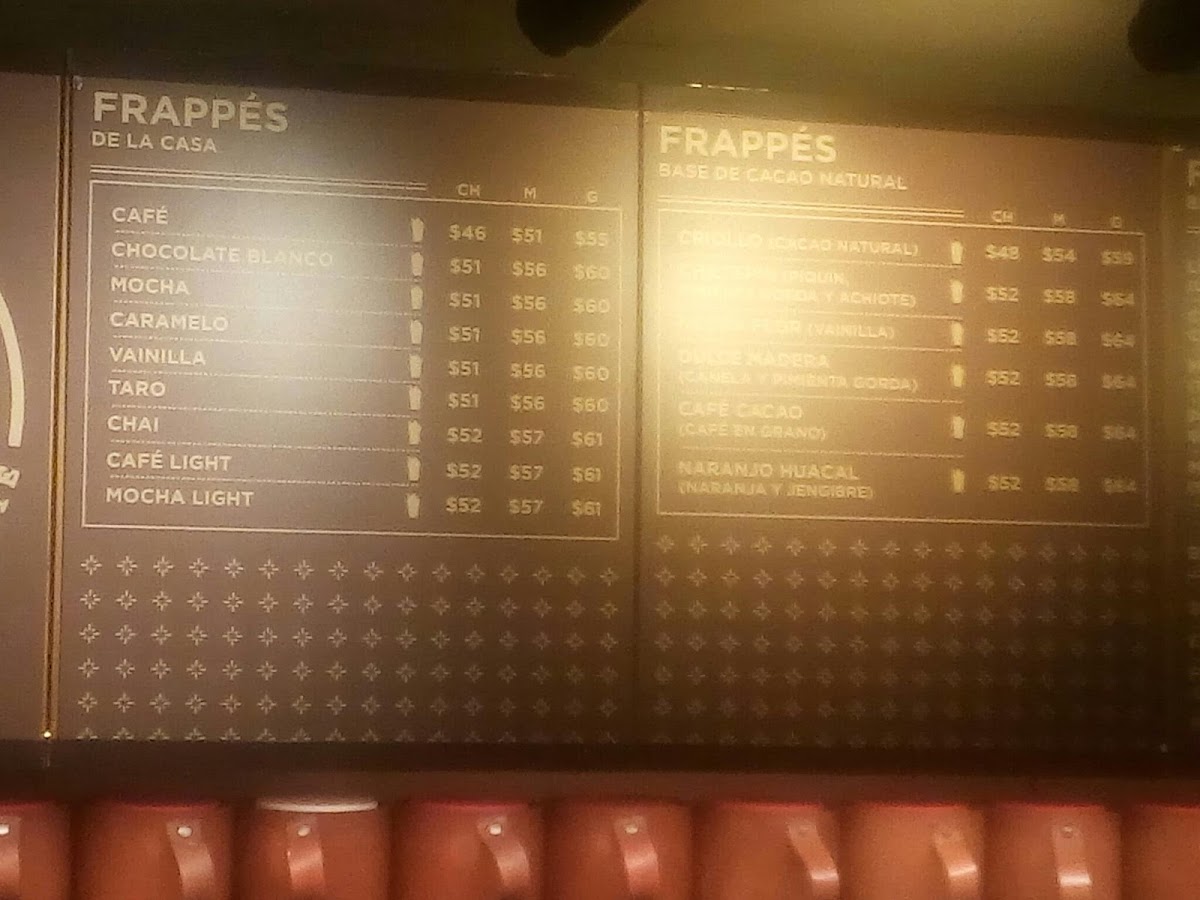 FRAPPÉS
DE LA CASA
CH M G
CAFÉ $46 $51 $55
CHOCOLATE BLANCO $51 $56 $60
MOCHA $51 $56 $60
CARAMELO $51 $56 $60
VAINILLA $51 $56 $60
TARO $51 $56 $60
CHAI $52 $57 $61
CAFÉ LIGHT $52 $57 $61
MOCHA LIGHT $52 $57 $61
FRAPPÉS
BASE DE CACAO NATURAL
CH M G
CRIOLLO (CACAO NATURAL) $48 $54 $59
Y ACHIOTE) $52 $58 $64
FLOR (VAINILLA) $52 $58 $64
DULCE MADERA
(CANELA Y PIMIENTA GORDA) $52 $58 $64
CAFÉ CACAO
(CAFÉ EN GRANO) $52 $58 $64
NARANJO HUACAL
(NARANJA Y JENGIBRE) $52 $58 $64